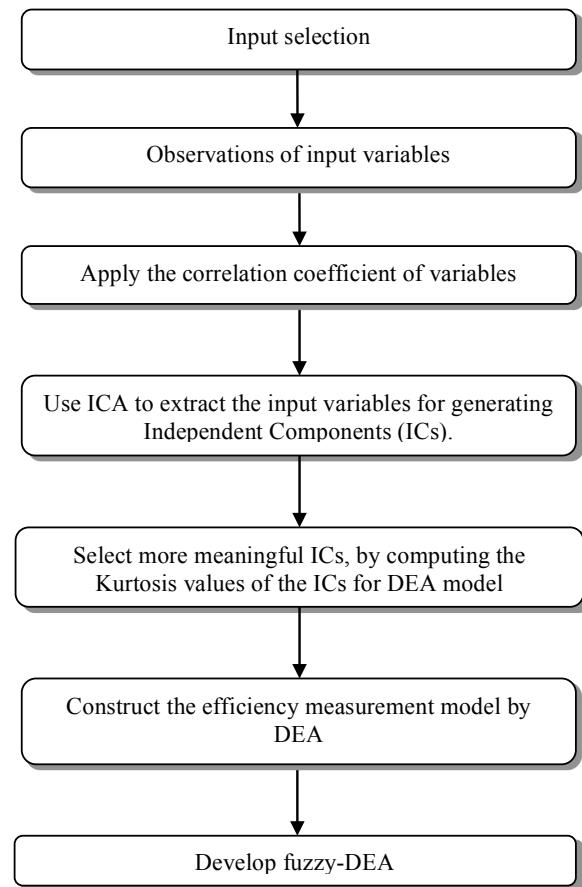 Input selection
Observations of input variables
Apply the correlation coefficient of variables
Use ICA to extract the input variables for generating
Independent Components (ICs).
Select more meaningful ICs, by computing the
Kurtosis values of the ICs for DEA model
Construct the efficiency measurement model by
DEA
Develop fuzzy-DEA